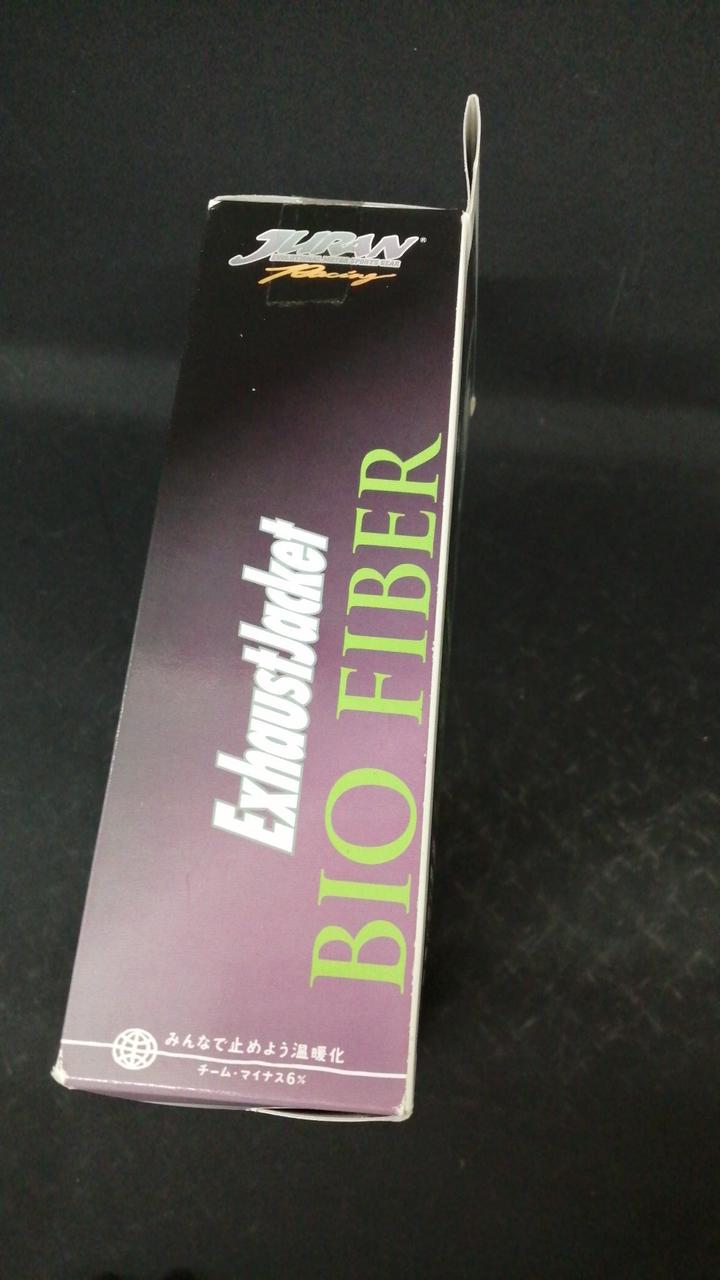 JURAN®
Racing
ExhaustJacket
BIO FIBER
みんなで止めよう温暖化
チーム・マイナス6%